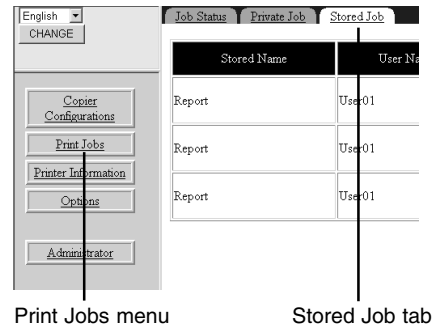 English
CHANGE
Job Status Private Job Stored Job
Stored Name User Na
Report User01
Report User01
Report User01
Copier
Configurations
Print Jobs
Printer Information
Options
Administrator
Print Jobs menu Stored Job tab